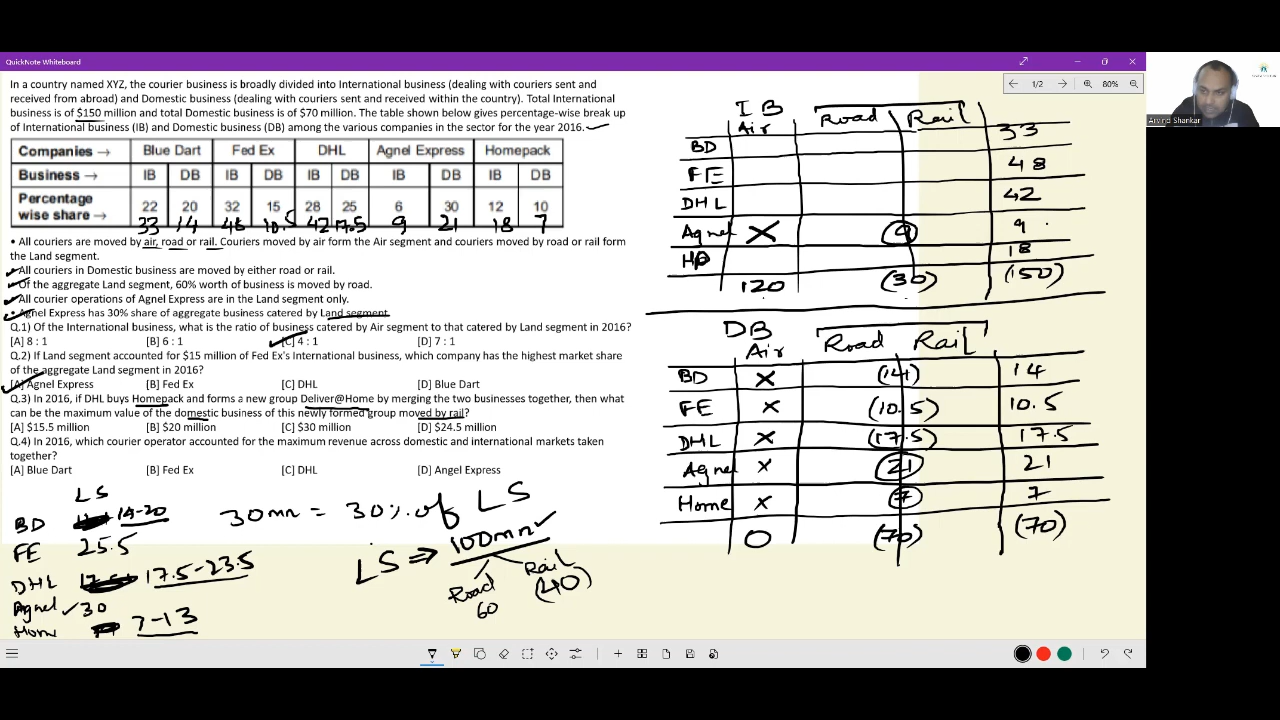 QuickNote Whiteboard
In a country named XYZ, the courier business is broadly divided into International business (dealing with couriers sent and
received from abroad) and Domestic business (dealing with couriers sent and received within the country). Total International
business is of $150 million and total Domestic business is of $70 million. The table shown below gives percentage-wise break up
of International business (IB) and Domestic business (DB) among the various companies in the sector for the year 2016.
Companies → Blue Dart Fed Ex DHL Agnel Express Homepack
Business → IB DB IB DB IB DB IB DB IB DB
Percentage
wise share → 22 20 32 15 28 25 6 30 12 10
33 14 48 10.5 42 17.5 9 21 18 7
• All couriers are moved by air, road or rail. Couriers moved by air form the Air segment and couriers moved by road or rail form
the Land segment.
All couriers in Domestic business are moved by either road or rail.
Of the aggregate Land segment, 60% worth of business is moved by road.
All courier operations of Agnel Express are in the Land segment only.
• Agnel Express has 30% share of aggregate business catered by Land segment.
Q.1) Of the International business, what is the ratio of business catered by Air segment to that catered by Land segment in 2016?
[A] 8 : 1 [B] 6 : 1 [C] 4 : 1 [D] 7 : 1
Q.2) If Land segment accounted for $15 million of Fed Ex's International business, which company has the highest market share
of the aggregate Land segment in 2016?
[A] Agnel Express [B] Fed Ex [C] DHL [D] Blue Dart
Q.3) In 2016, if DHL buys Homepack and forms a new group Deliver@Home by merging the two businesses together, then what
can be the maximum value of the domestic business of this newly formed group moved by rail?
[A] $15.5 million [B] $20 million [C] $30 million [D] $24.5 million
Q.4) In 2016, which courier operator accounted for the maximum revenue across domestic and international markets taken
together?
[A] Blue Dart [B] Fed Ex [C] DHL [D] Angel Express
LS
BD 14-20
FE 25.5
DHL 17.5-23.5
Agnel 30
Home 7-13
30mn = 30% of LS
LS ⇒ 100mn
Road
60
Rail
(40)
1/2 80%
IB
Air Road Rail
BD 33
FE 48
DHL 42
Agnel X 9 9
HP 18
120 (30) (150)
DB
Air Road Rail
BD X (14) 14
FE X (10.5) 10.5
DHL X (17.5) 17.5
Agnel X 21 21
Home X 7 7
0 (70) (70)
Arvind Shankar